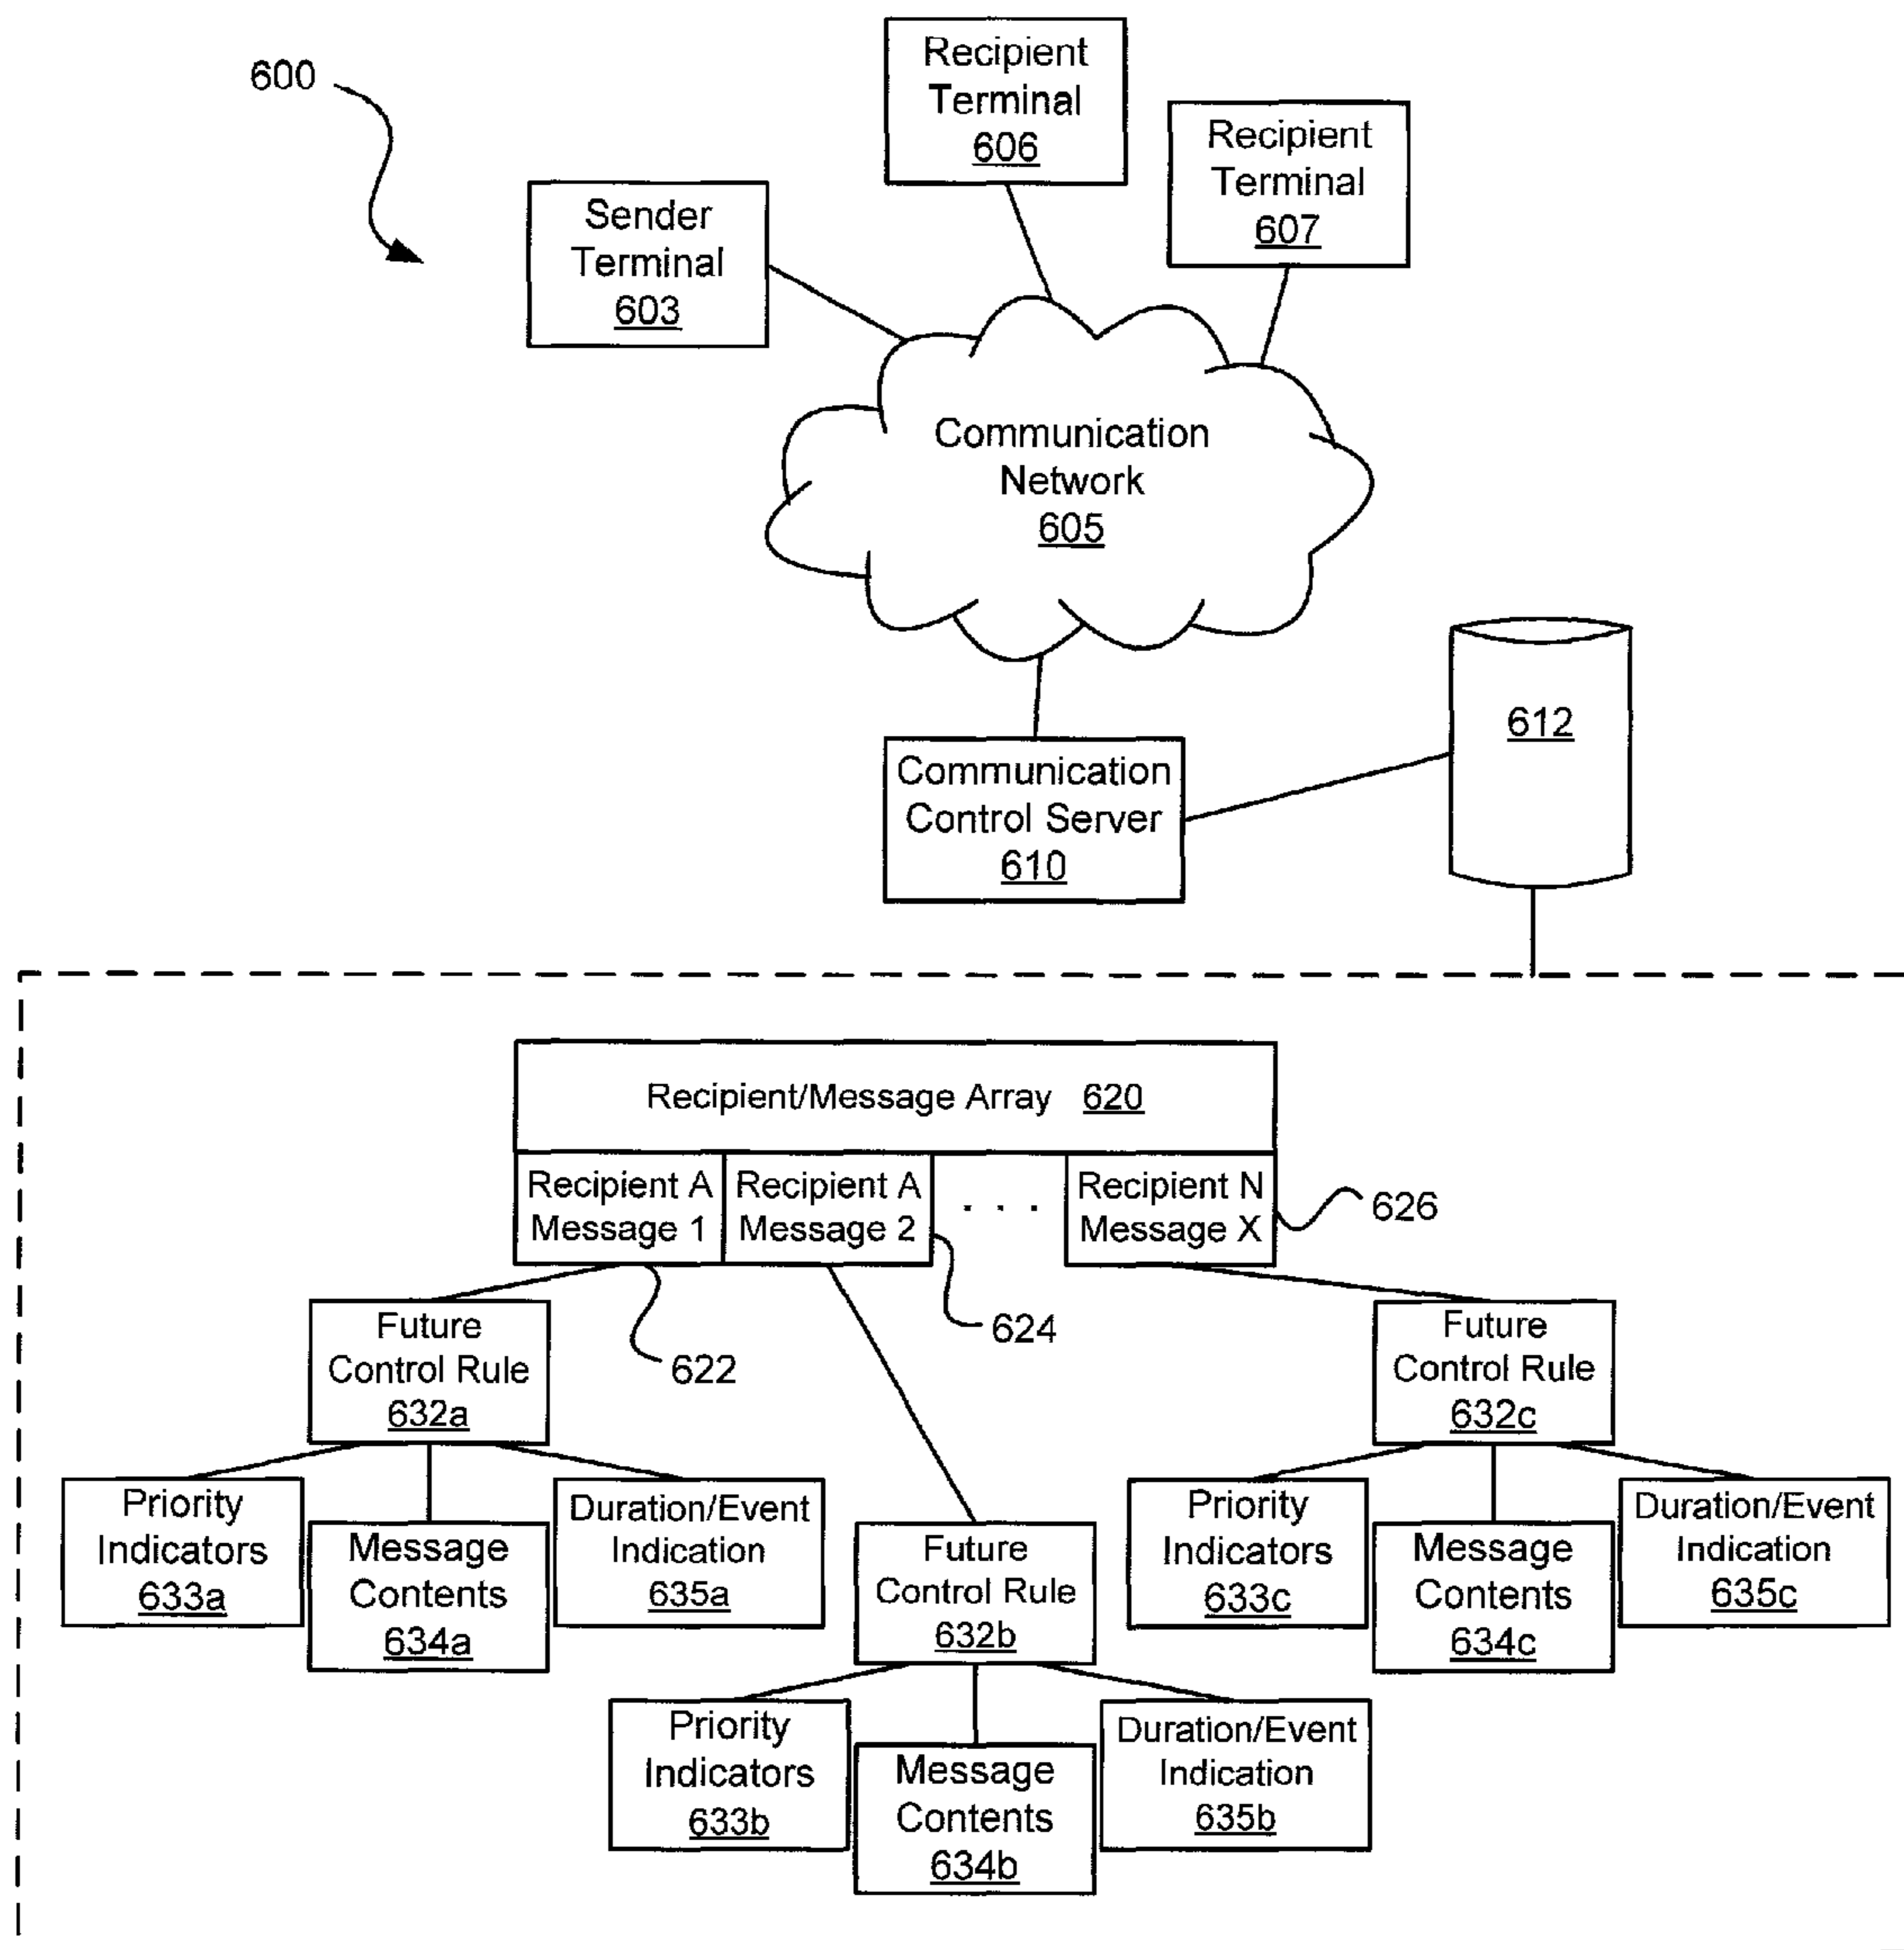 600
Recipient
Terminal
606
Recipient
Terminal
607
Sender
Terminal
603
Communication
Network
605
612
Communication
Control Server
610
Recipient/Message Array 620
Recipient A
Message 1
Recipient A
Message 2
. . .
Recipient N
Message X
626
624
622
Future
Control Rule
632a
Future
Control Rule
632c
Priority
Indicators
633a
Message
Contents
634a
Duration/Event
Indication
635a
Future
Control Rule
632b
Priority
Indicators
633c
Message
Contents
634c
Duration/Event
Indication
635c
Priority
Indicators
633b
Message
Contents
634b
Duration/Event
Indication
635b